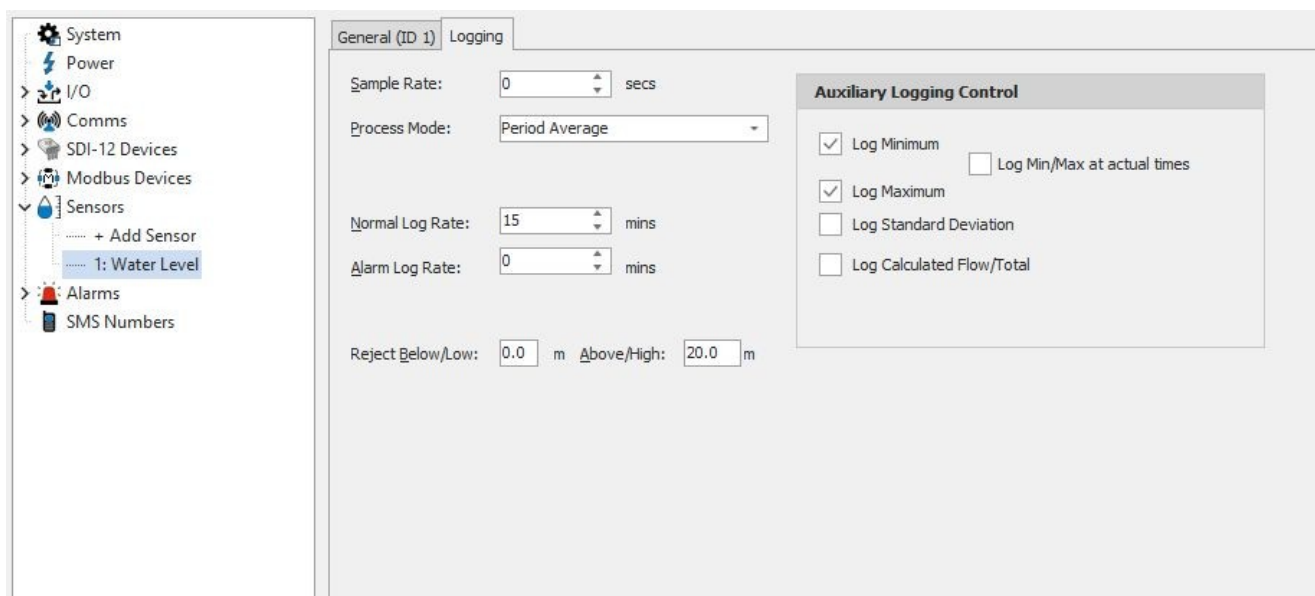 System
Power
I/O
Comms
SDI-12 Devices
Modbus Devices
Sensors
+ Add Sensor
1: Water Level
Alarms
SMS Numbers
General (ID 1) Logging
Sample Rate: 0 secs
Process Mode: Period Average
Normal Log Rate: 15 mins
Alarm Log Rate: 0 mins
Reject Below/Low: 0.0 m Above/High: 20.0 m
Auxiliary Logging Control
Log Minimum
Log Min/Max at actual times
Log Maximum
Log Standard Deviation
Log Calculated Flow/Total